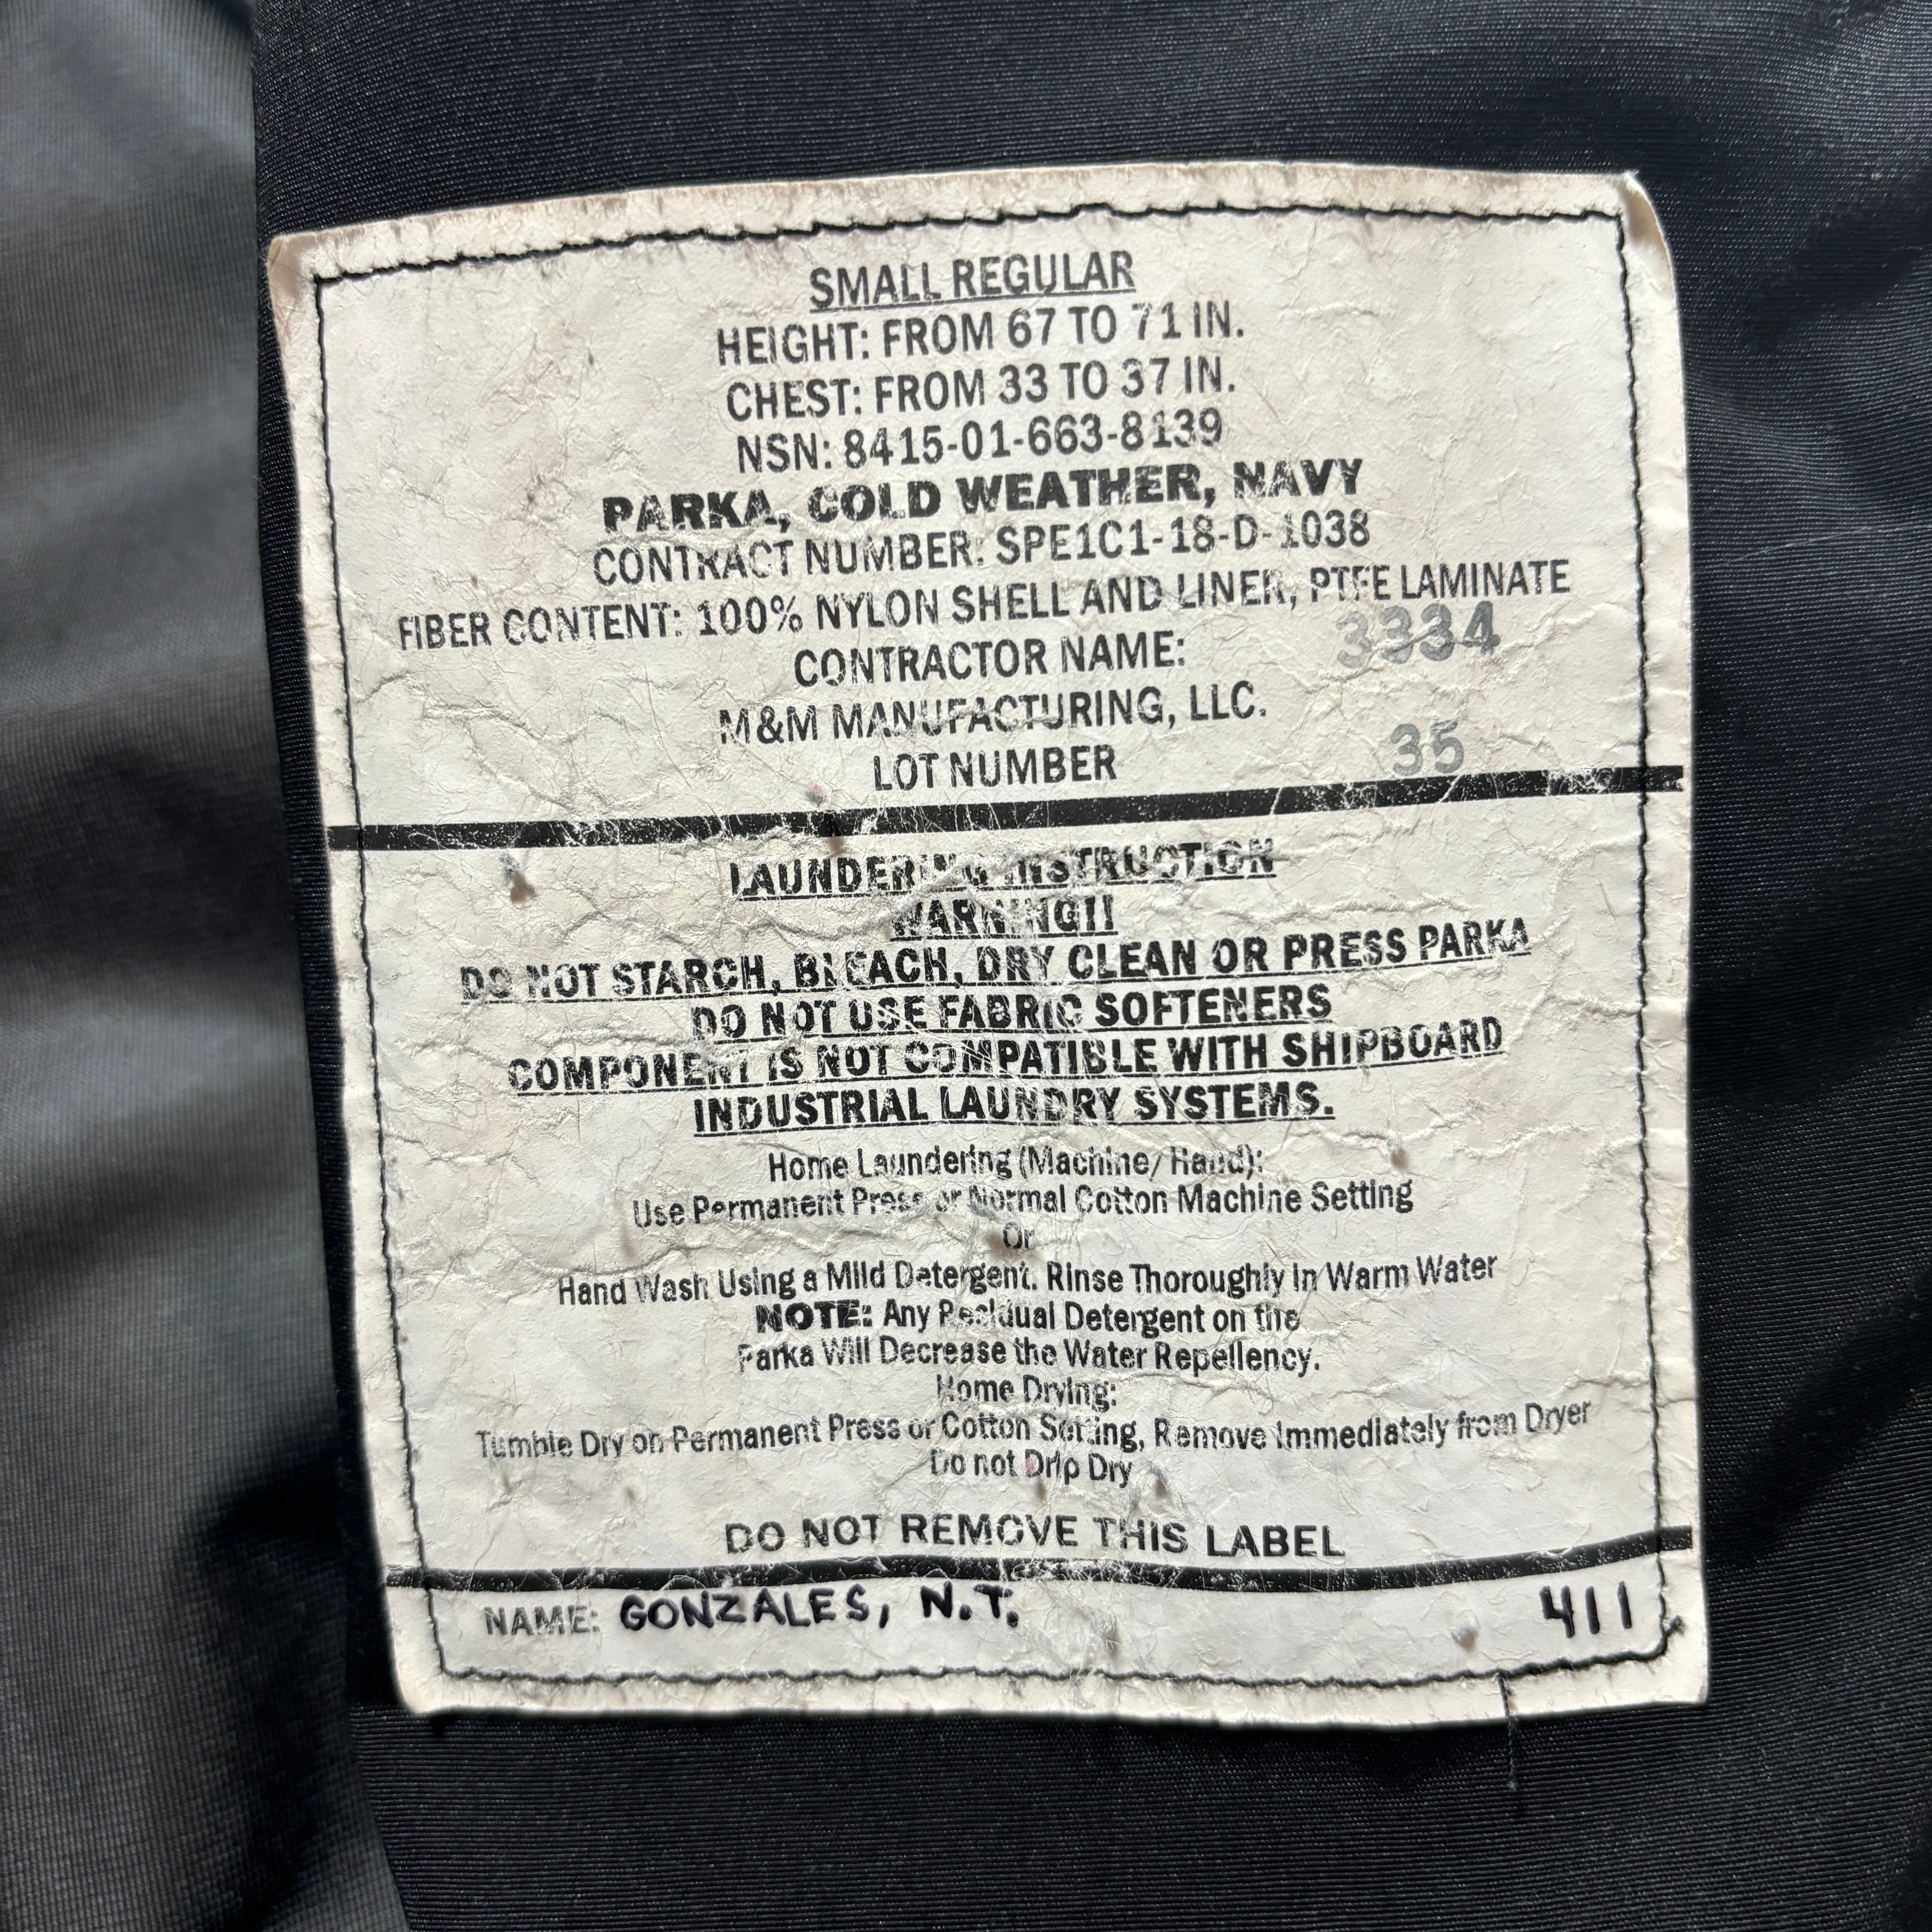 SMALL REGULAR
HEIGHT: FROM 67 TO 71 IN.
CHEST: FROM 33 TO 37 IN.
NSN: 8415-01-663-8139
PARKA, COLD WEATHER, NAVY
CONTRACT NUMBER: SPE1C1-18-D-1038
FIBER CONTENT: 100% NYLON SHELL AND LINER, PTFE LAMINATE
CONTRACTOR NAME: 3334
M&M MANUFACTURING, LLC.
LOT NUMBER 35
LAUNDERING INSTRUCTION
WARNING!!
DO NOT STARCH, BLEACH, DRY CLEAN OR PRESS PARKA
DO NOT USE FABRIC SOFTENERS
COMPONENT IS NOT COMPATIBLE WITH SHIPBOARD
INDUSTRIAL LAUNDRY SYSTEMS.
Home Laundering (Machine/ Hand):
Use Permanent Press or Normal Cotton Machine Setting
Or
Hand Wash Using a Mild Detergent. Rinse Thoroughly in Warm Water
NOTE: Any Residual Detergent on the
Parka Will Decrease the Water Repellency.
Home Drying:
Tumble Dry on Permanent Press or Cotton Setting, Remove Immediately from Dryer
Do not Drip Dry
DO NOT REMOVE THIS LABEL
NAME: GONZALES, N.T. 411